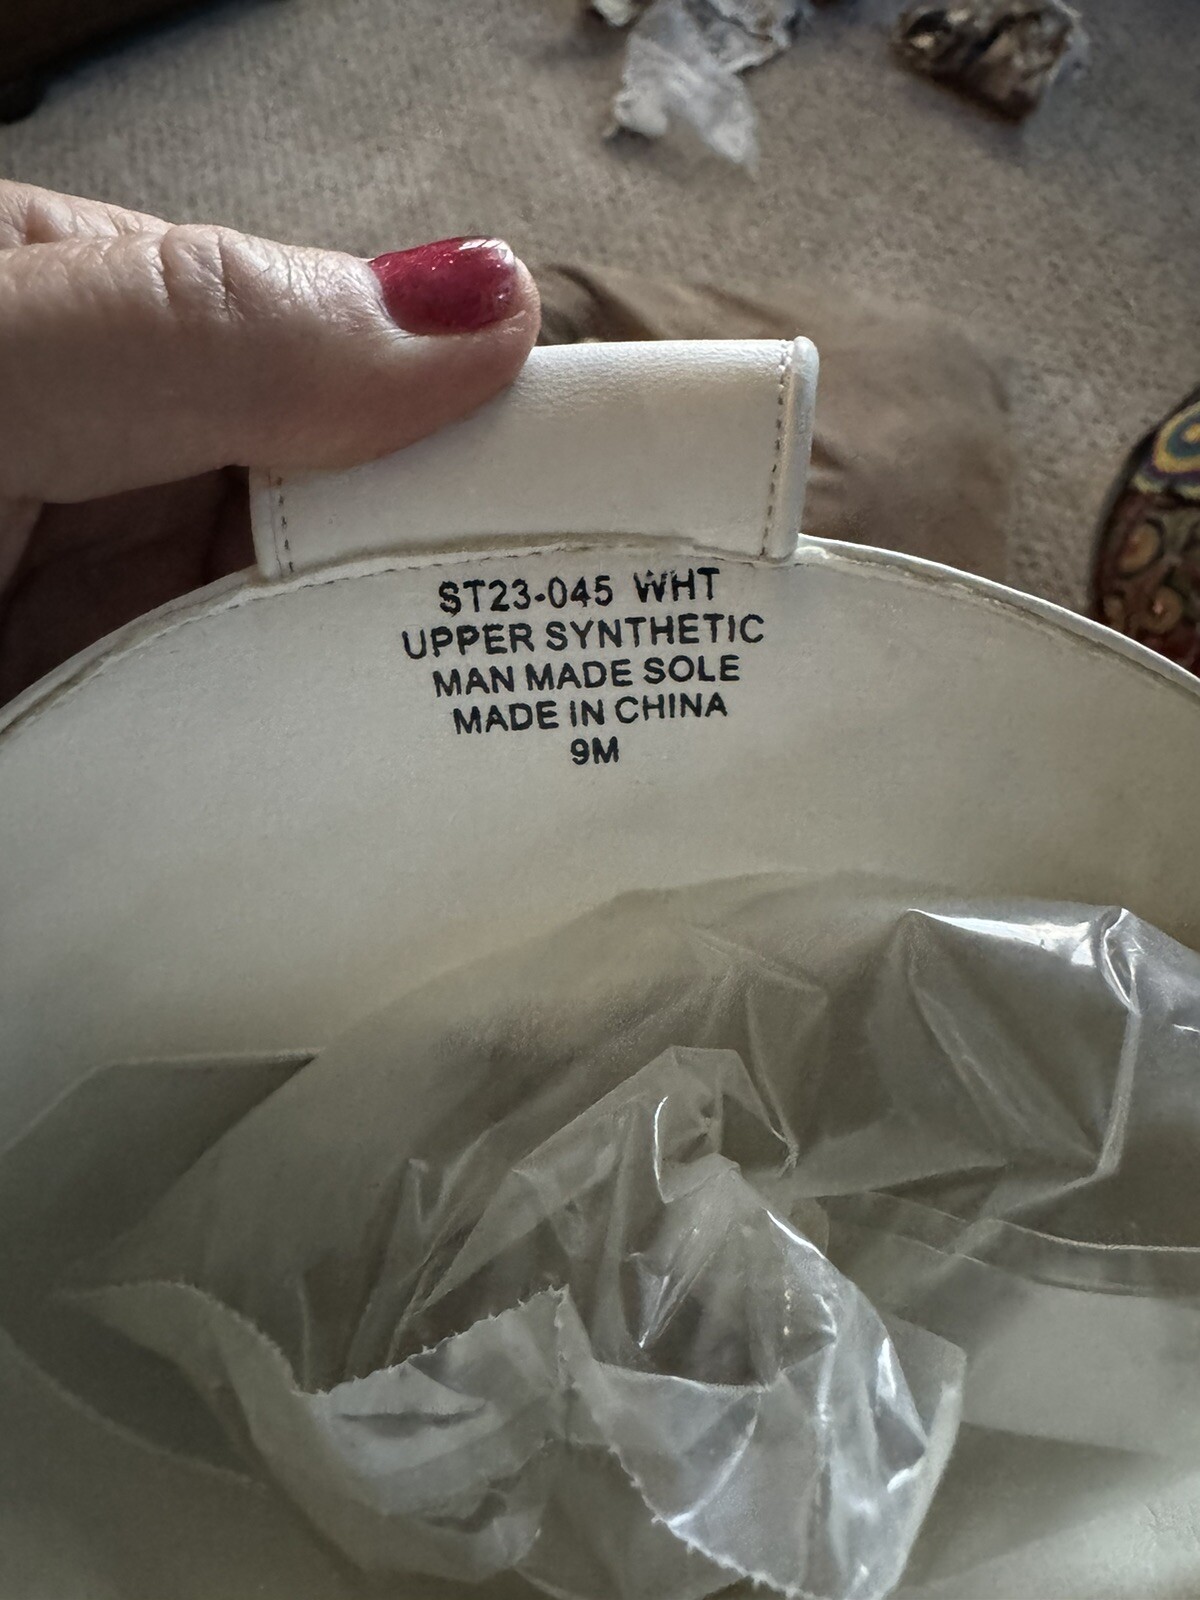 ST23-045 WHT
UPPER SYNTHETIC
MAN MADE SOLE
MADE IN CHINA
9M